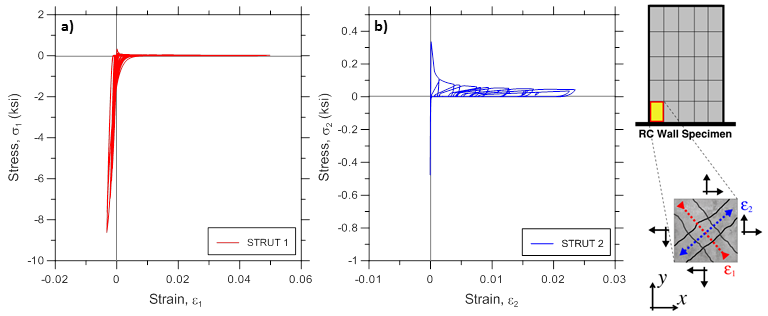 a)
2
0
-2
-4
-6
-8
-10
-0.02
0
0.02
0.04
0.06
Stress, σ1 (ksi)
Strain, ε1
STRUT 1
b)
0.4
0.2
0
-0.2
-0.4
-0.6
-0.8
-1
-0.01
0
0.01
0.02
0.03
Stress, σ2 (ksi)
Strain, ε2
STRUT 2
RC Wall Specimen
ε2
ε1
y
x